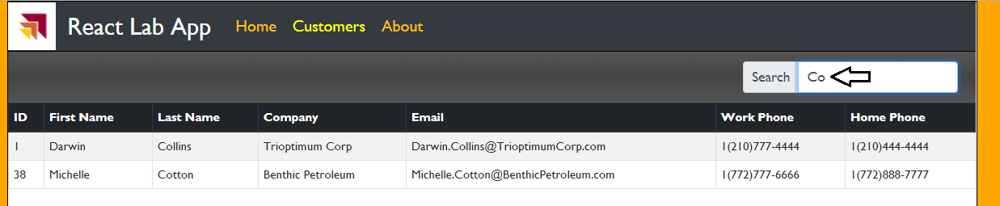 React Lab App Home Customers About
Search Co
ID First Name Last Name Company Email Work Phone Home Phone
1 Darwin Collins Trioptimum Corp Darwin.Collins@TrioptimumCorp.com 1(210)777-4444 1(210)444-4444
38 Michelle Cotton Benthic Petroleum Michelle.Cotton@BenthicPetroleum.com 1(772)777-6666 1(772)888-7777